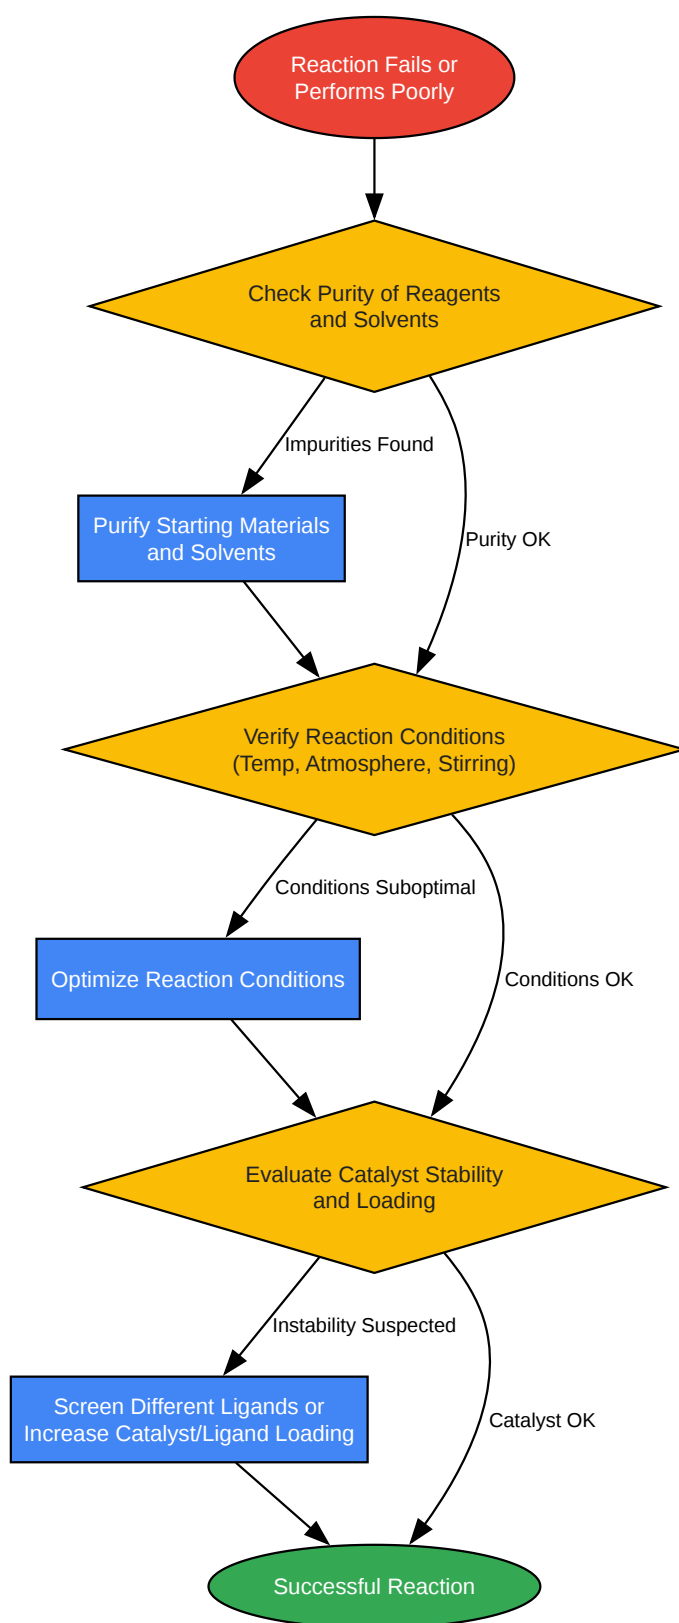 Reaction Fails or
Performs Poorly
Check Purity of Reagents
and Solvents
Impurities Found
Purify Starting Materials
and Solvents
Purity OK
Verify Reaction Conditions
(Temp, Atmosphere, Stirring)
Conditions Suboptimal
Optimize Reaction Conditions
Conditions OK
Evaluate Catalyst Stability
and Loading
Instability Suspected
Screen Different Ligands or
Increase Catalyst/Ligand Loading
Catalyst OK
Successful Reaction